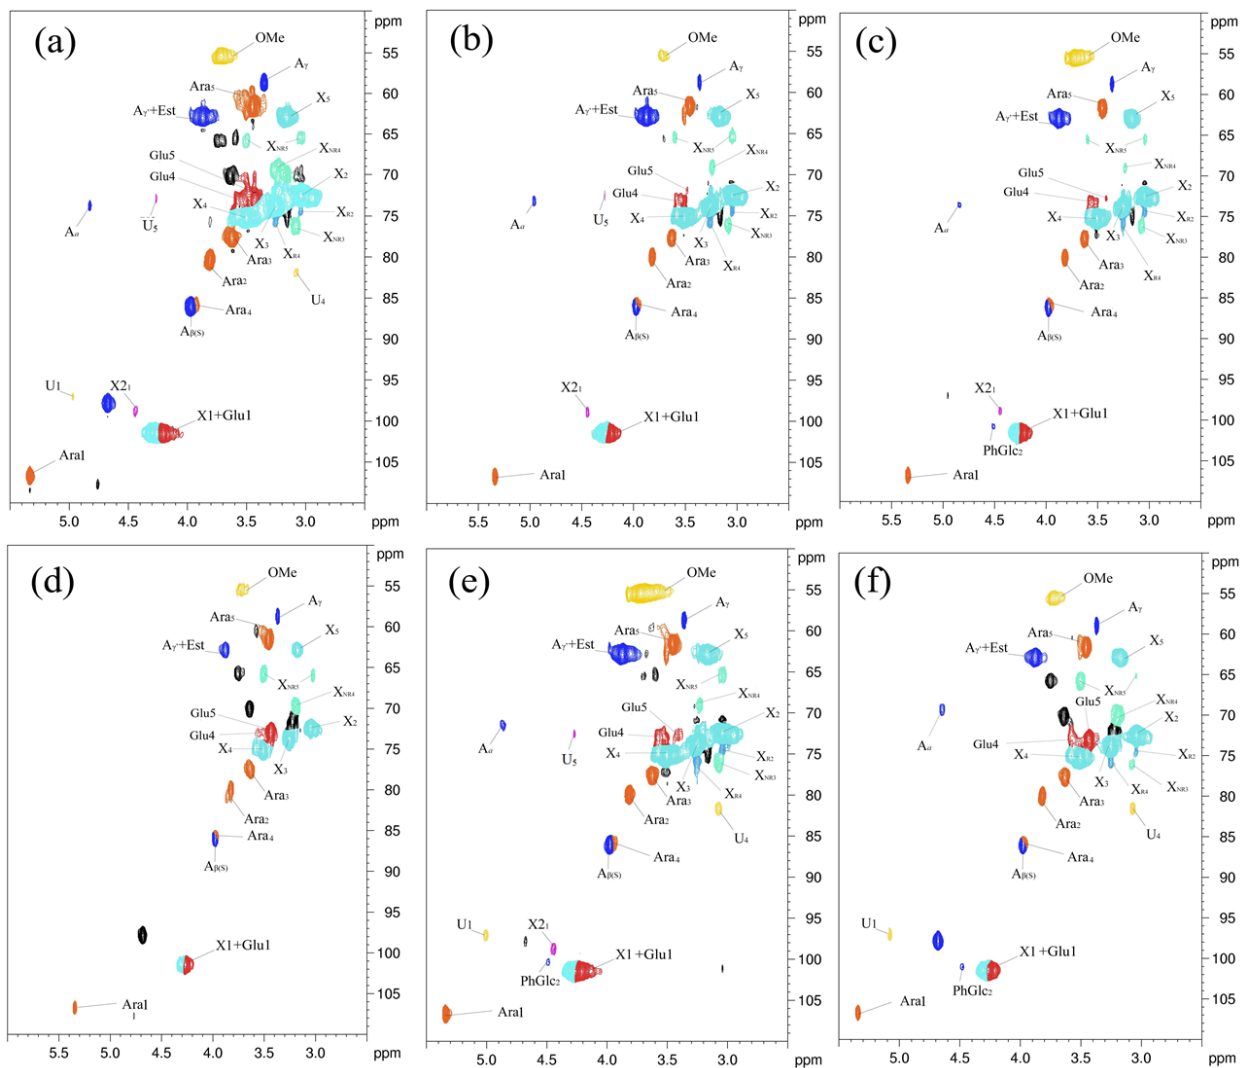 (a)
ppm
OMe
55
Aγ
Ara5
60
X5
Aγ'+Est
65
XNR5
XNR4
Glu5
70
Glu4
X2
Aα
U5
X4
75
XR2
X3
XNR3
XR4
Ara3
80
Ara2
U4
85
Ara4
Aβ(S)
90
95
U1
X21
100
X1+Glu1
AraI
105
5.0 4.5 4.0 3.5 3.0
ppm
(b)
ppm
OMe
55
Aγ
Ara5
60
X5
Aγ'+Est
65
XNR5
XNR4
Glu5
70
Glu4
X2
Aα
U5
X4
75
XR2
X3
XNR3
XR4
Ara3
80
Ara2
85
Ara4
Aβ(S)
90
95
X21
100
X1+Glu1
AraI
105
5.0 4.5 4.0 3.5 3.0
ppm
(c)
ppm
OMe
55
Aγ
Ara5
60
X5
Aγ'+Est
65
XNR5
XNR4
Glu5
70
Glu4
X2
Aα
X4
75
XR2
X3
XNR3
XR4
Ara3
80
Ara2
85
Ara4
Aβ(S)
90
95
X21
100
X1+Glu1
PhGlc2
AraI
105
5.0 4.5 4.0 3.5 3.0
ppm
(d)
ppm
OMe
55
Aγ
Ara5
60
X5
Aγ'+Est
65
XNR5
XNR4
Glu5
70
Glu4
X2
X4
75
X3
Ara3
80
Ara2
85
Ara4
Aβ(S)
90
95
X1+Glu1
100
AraI
105
5.5 5.0 4.5 4.0 3.5 3.0
ppm
(e)
ppm
OMe
55
Aγ
Ara5
60
X5
Aγ'+Est
65
XNR5
XNR4
Glu5
70
Glu4
X2
Aα
U5
X4
75
XR2
X3
XNR3
XR4
Ara3
80
Ara2
U4
85
Ara4
Aβ(S)
90
95
U1
X21
100
X1 +Glu1
PhGlc2
AraI
105
5.0 4.5 4.0 3.5 3.0
ppm
(f)
ppm
OMe
55
Aγ
Ara5
60
X5
Aγ'+Est
65
XNR5
Glu5
XNR4
70
Glu4
X2
Aα
X4
75
XR2
X3
XR4
XNR3
Ara3
80
Ara2
U4
85
Ara4
Aβ(S)
90
95
U1
X1 +Glu1
100
PhGlc2
AraI
105
5.0 4.5 4.0 3.5 3.0
ppm